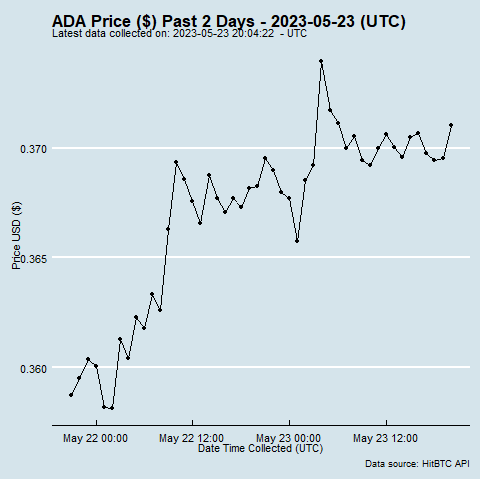 ADA Price ($) Past 2 Days - 2023-05-23 (UTC)
Latest data collected on: 2023-05-23 20:04:22  - UTC
0.370
0.365
0.360
Price USD ($)
May 22 00:00 May 22 12:00 May 23 00:00 May 23 12:00
Date Time Collected (UTC)
Data source: HitBTC API